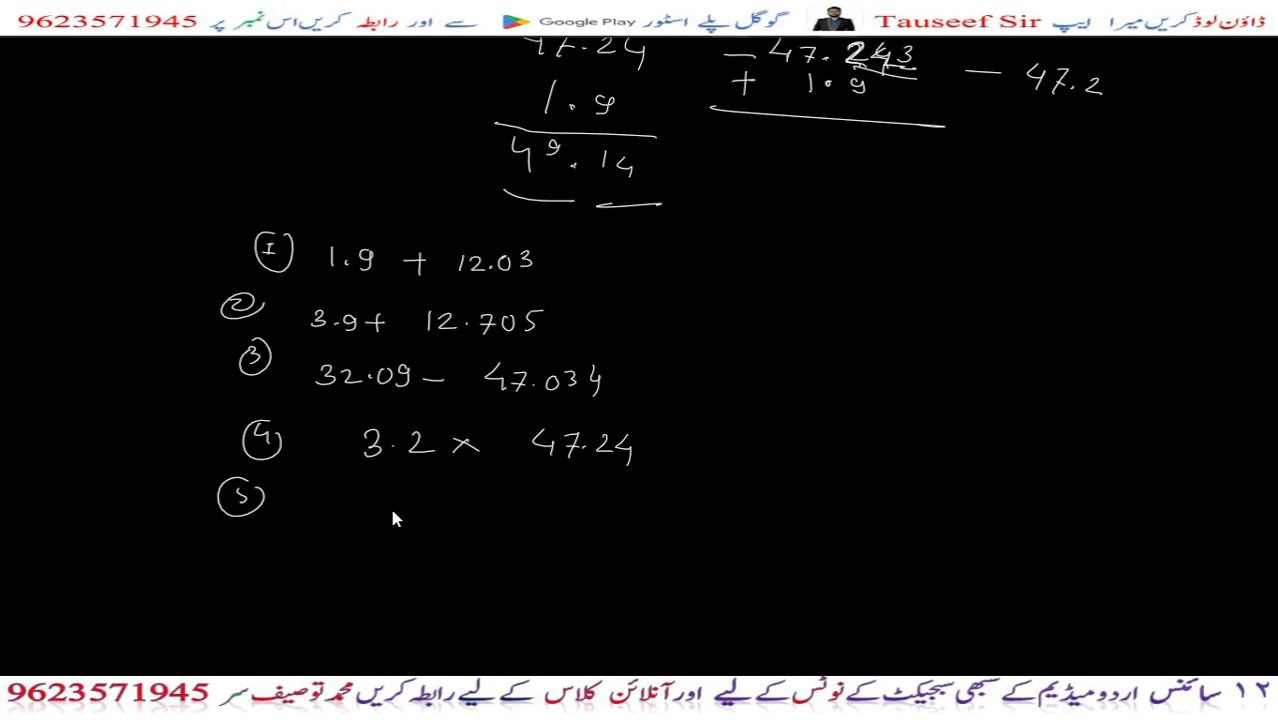 ڈاؤن لوڈ کریں میرا ایپ Tauseef Sir گوگل پلے اسٹور Google Play سے اور رابطہ کریں اس نمبر پر 9623571945
47.24
1.9
49.14
- 47.243
+ 1.9
- 47.2
① 1.9 + 12.03
② 3.9 + 12.705
③ 32.09 - 47.034
④ 3.2 × 47.24
⑤
۱۲ سائنس اردو میڈیم کے سبھی سبجیکٹ کے نوٹس کے لیے اور آنلائن کلاس کے لیے رابطہ کریں محمد توصیف سر 9623571945